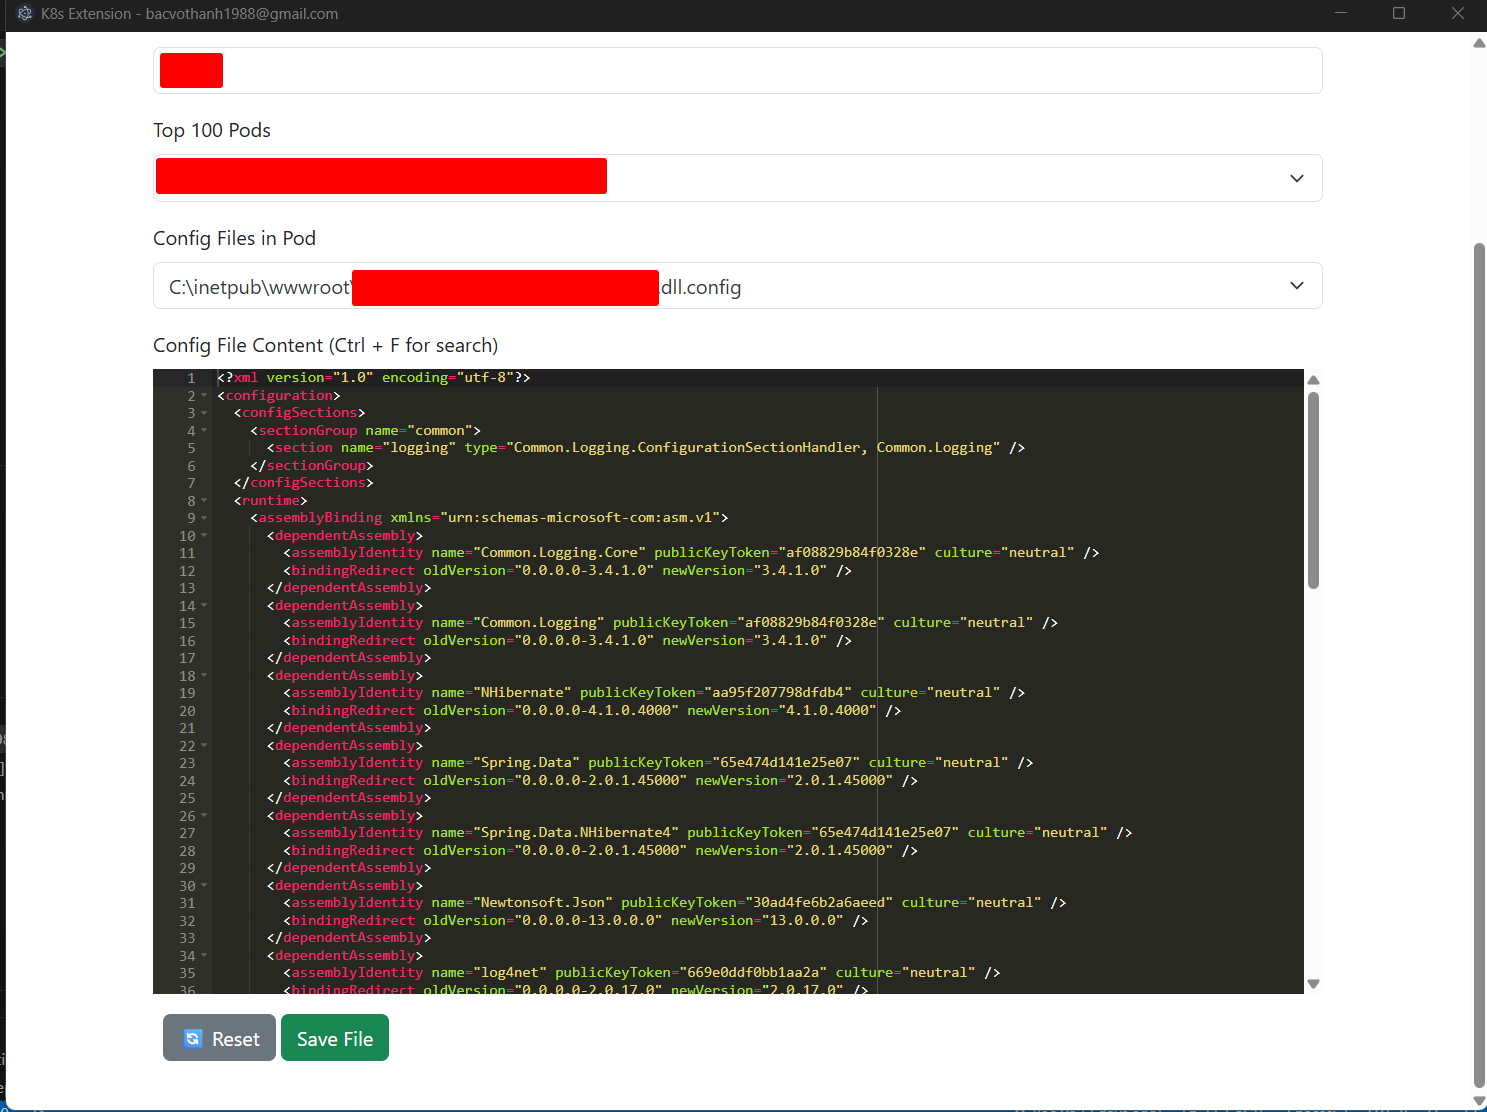 K8s Extension - bacvothanh1988@gmail.com
Top 100 Pods
Config Files in Pod
C:\inetpub\wwwroot\ .dll.config
Config File Content (Ctrl + F for search)
1 <?xml version="1.0" encoding="utf-8"?>
2 <configuration>
3 <configSections>
4 <sectionGroup name="common">
5 <section name="logging" type="Common.Logging.ConfigurationSectionHandler, Common.Logging" />
6 </sectionGroup>
7 </configSections>
8 <runtime>
9 <assemblyBinding xmlns="urn:schemas-microsoft-com:asm.v1">
10 <dependentAssembly>
11 <assemblyIdentity name="Common.Logging.Core" publicKeyToken="af08829b84f0328e" culture="neutral" />
12 <bindingRedirect oldVersion="0.0.0.0-3.4.1.0" newVersion="3.4.1.0" />
13 </dependentAssembly>
14 <dependentAssembly>
15 <assemblyIdentity name="Common.Logging" publicKeyToken="af08829b84f0328e" culture="neutral" />
16 <bindingRedirect oldVersion="0.0.0.0-3.4.1.0" newVersion="3.4.1.0" />
17 </dependentAssembly>
18 <dependentAssembly>
19 <assemblyIdentity name="NHibernate" publicKeyToken="aa95f207798dfdb4" culture="neutral" />
20 <bindingRedirect oldVersion="0.0.0.0-4.1.0.4000" newVersion="4.1.0.4000" />
21 </dependentAssembly>
22 <dependentAssembly>
23 <assemblyIdentity name="Spring.Data" publicKeyToken="65e474d141e25e07" culture="neutral" />
24 <bindingRedirect oldVersion="0.0.0.0-2.0.1.45000" newVersion="2.0.1.45000" />
25 </dependentAssembly>
26 <dependentAssembly>
27 <assemblyIdentity name="Spring.Data.NHibernate4" publicKeyToken="65e474d141e25e07" culture="neutral" />
28 <bindingRedirect oldVersion="0.0.0.0-2.0.1.45000" newVersion="2.0.1.45000" />
29 </dependentAssembly>
30 <dependentAssembly>
31 <assemblyIdentity name="Newtonsoft.Json" publicKeyToken="30ad4fe6b2a6aeed" culture="neutral" />
32 <bindingRedirect oldVersion="0.0.0.0-13.0.0.0" newVersion="13.0.0.0" />
33 </dependentAssembly>
34 <dependentAssembly>
35 <assemblyIdentity name="log4net" publicKeyToken="669e0ddf0bb1aa2a" culture="neutral" />
36 <bindingRedirect oldVersion="0.0.0.0-2.0.17.0" newVersion="2.0.17.0" />
Reset Save File